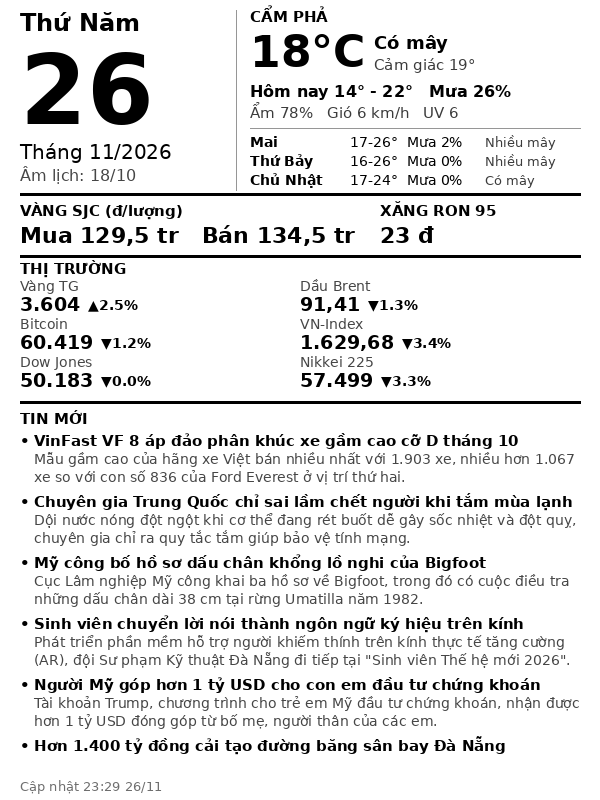 Thứ Năm
26
Tháng 11/2026
Âm lịch: 18/10
CẨM PHẢ
18°C Có mây
Cảm giác 19°
Hôm nay 14° - 22° Mưa 26%
Ẩm 78% Gió 6 km/h UV 6
Mai 17-26° Mưa 2% Nhiều mây
Thứ Bảy 16-26° Mưa 0% Nhiều mây
Chủ Nhật 17-24° Mưa 0% Có mây
VÀNG SJC (đ/lượng)
Mua 129,5 tr Bán 134,5 tr
XĂNG RON 95
23 đ
THỊ TRƯỜNG
Vàng TG
3.604 ▲2.5%
Dầu Brent
91,41 ▼1.3%
Bitcoin
60.419 ▼1.2%
VN-Index
1.629,68 ▼3.4%
Dow Jones
50.183 ▼0.0%
Nikkei 225
57.499 ▼3.3%
TIN MỚI
• VinFast VF 8 áp đảo phân khúc xe gầm cao cỡ D tháng 10
Mẫu gầm cao của hãng xe Việt bán nhiều nhất với 1.903 xe, nhiều hơn 1.067
xe so với con số 836 của Ford Everest ở vị trí thứ hai.
• Chuyên gia Trung Quốc chỉ sai lầm chết người khi tắm mùa lạnh
Dội nước nóng đột ngột khi cơ thể đang rét buốt dễ gây sốc nhiệt và đột quỵ,
chuyên gia chỉ ra quy tắc tắm giúp bảo vệ tính mạng.
• Mỹ công bố hồ sơ dấu chân khổng lồ nghi của Bigfoot
Cục Lâm nghiệp Mỹ công khai ba hồ sơ về Bigfoot, trong đó có cuộc điều tra
những dấu chân dài 38 cm tại rừng Umatilla năm 1982.
• Sinh viên chuyển lời nói thành ngôn ngữ ký hiệu trên kính
Phát triển phần mềm hỗ trợ người khiếm thính trên kính thực tế tăng cường
(AR), đội Sư phạm Kỹ thuật Đà Nẵng đi tiếp tại "Sinh viên Thế hệ mới 2026".
• Người Mỹ góp hơn 1 tỷ USD cho con em đầu tư chứng khoán
Tài khoản Trump, chương trình cho trẻ em Mỹ đầu tư chứng khoán, nhận được
hơn 1 tỷ USD đóng góp từ bố mẹ, người thân của các em.
• Hơn 1.400 tỷ đồng cải tạo đường băng sân bay Đà Nẵng
Cập nhật 23:29 26/11